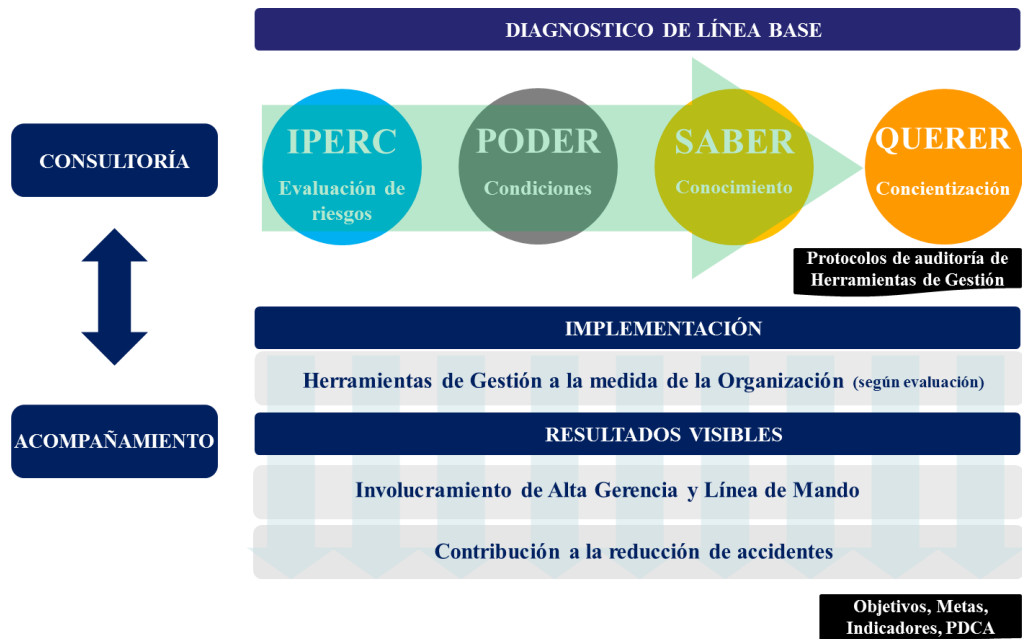 DIAGNOSTICO DE LÍNEA BASE
CONSULTORÍA
IPERC
Evaluación de
riesgos
PODER
Condiciones
SABER
Conocimiento
QUERER
Concientización
Protocolos de auditoría de
Herramientas de Gestión
IMPLEMENTACIÓN
Herramientas de Gestión a la medida de la Organización (según evaluación)
ACOMPAÑAMIENTO
RESULTADOS VISIBLES
Involucramiento de Alta Gerencia y Línea de Mando
Contribución a la reducción de accidentes
Objetivos, Metas,
Indicadores, PDCA